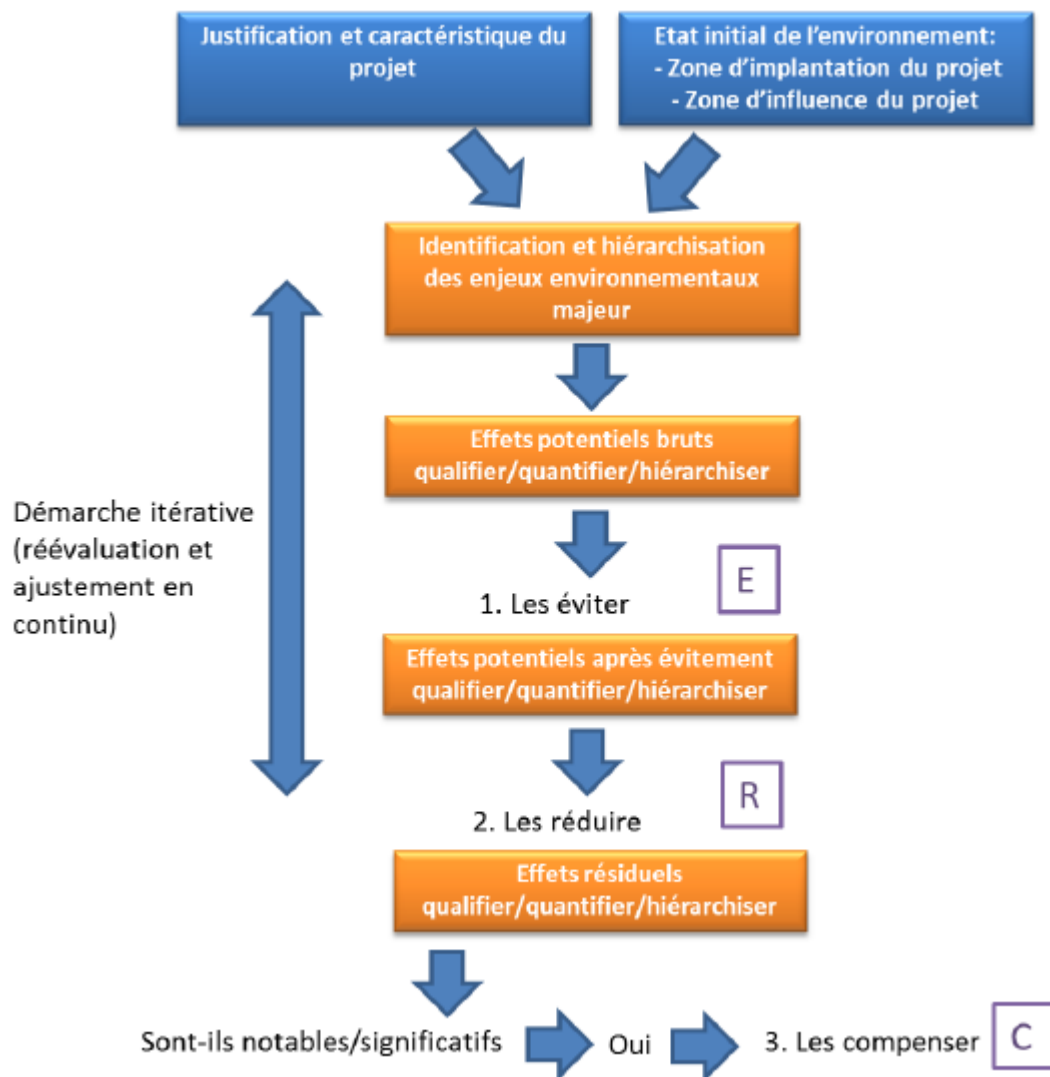 Justification et caractéristique du
projet
Etat initial de l'environnement:
- Zone d'implantation du projet
- Zone d'influence du projet
Identification et hiérarchisation
des enjeux environnementaux
majeur
Effets potentiels bruts
qualifier/quantifier/hiérarchiser
Démarche itérative
(réévaluation et
ajustement en
continu)
E
1. Les éviter
Effets potentiels après évitement
qualifier/quantifier/hiérarchiser
R
2. Les réduire
Effets résiduels
qualifier/quantifier/hiérarchiser
Sont-ils notables/significatifs
Oui
3. Les compenser
C